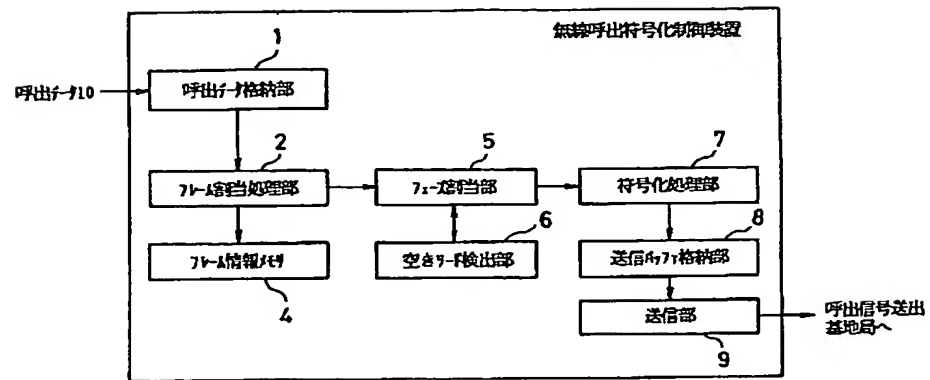 無線呼出符号化制御装置
1
呼出データ10
呼出データ格納部
2
5
7
フレーム割当処理部
フェーズ割当部
符号化処理部
6
8
フレーム情報メモリ
空きワード検出部
送信バッファ格納部
4
送信部
呼出信号送出
基地局へ
9